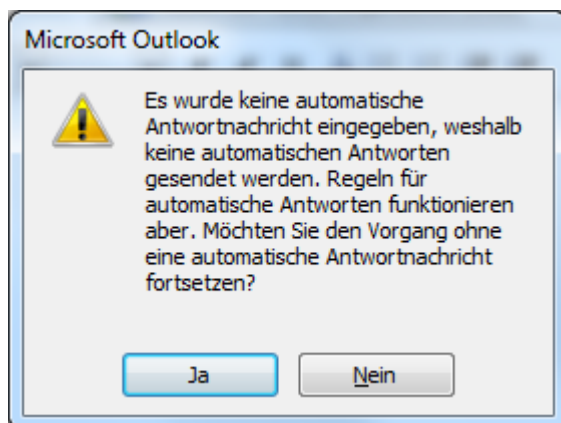 Microsoft Outlook
Es wurde keine automatische
Antwortnachricht eingegeben, weshalb
keine automatischen Antworten
gesendet werden. Regeln für
automatische Antworten funktionieren
aber. Möchten Sie den Vorgang ohne
eine automatische Antwortnachricht
fortsetzen?
Ja
Nein